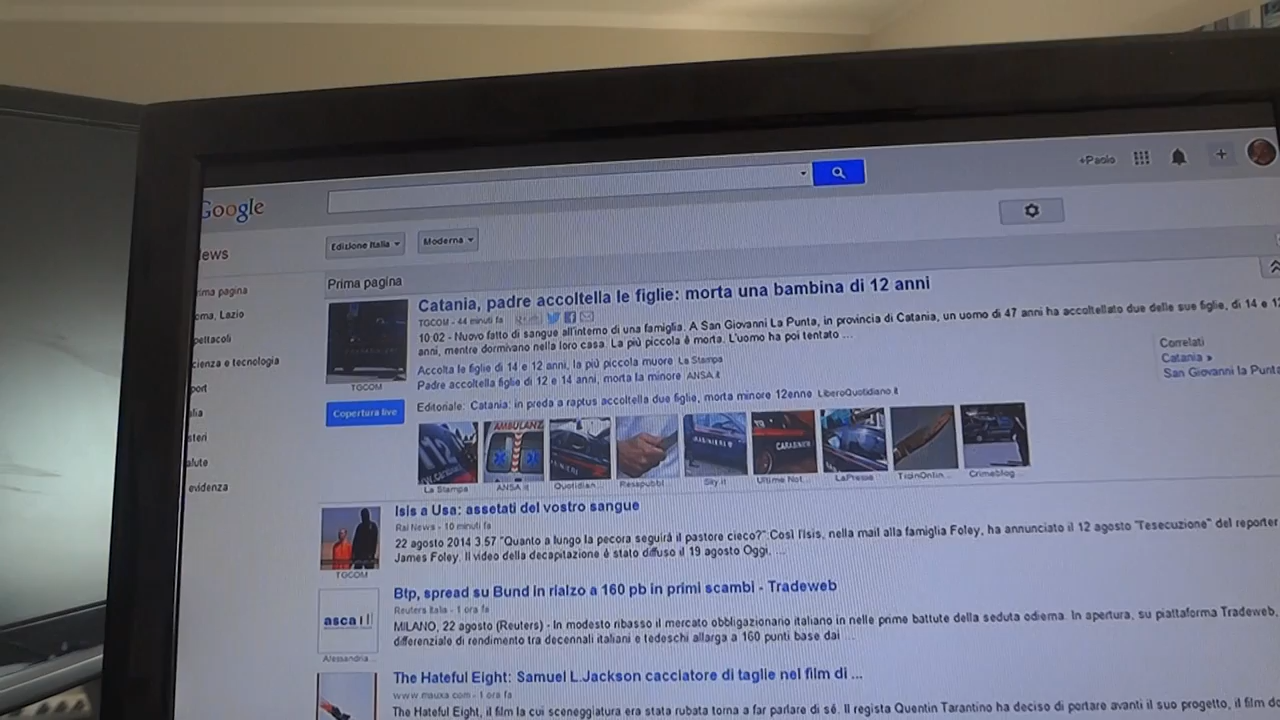 +Paolo
Google
News
Edizione Italia
Moderna
Prima pagina
Prima pagina
Roma, Lazio
Spettacoli
Scienza e tecnologia
Sport
Italia
Esteri
Salute
evidenza
Catania, padre accoltella le figlie: morta una bambina di 12 anni
TGCOM - 44 minuti fa
10:02 - Nuovo fatto di sangue all'interno di una famiglia. A San Giovanni La Punta, in provincia di Catania, un uomo di 47 anni ha accoltellato due delle sue figlie, di 14 e 12
anni, mentre dormivano nella loro casa. La più piccola è morta. L'uomo ha poi tentato ...
Accolta le figlie di 14 e 12 anni, la più piccola muore La Stampa
Padre accoltella figlie di 12 e 14 anni, morta la minore ANSA.it
TGCOM
Copertura live
Editoriale: Catania: in preda a raptus accoltella due figlie, morta minore 12enne LiberoQuotidiano.it
Correlati
Catania »
San Giovanni la Punta
AMBULANZ
CARABINIER
La Stampa
ANSA.it
Quotidian...
Resapubbl
Sky.it
Ultime Not...
LaPresse
TicinOnlin...
Crimeblog
Isis a Usa: assetati del vostro sangue
Rai News - 10 minuti fa
22 agosto 2014 3.57 "Quanto a lungo la pecora seguirà il pastore cieco?" Così l'Isis, nella mail alla famiglia Foley, ha annunciato il 12 agosto "l'esecuzione" del reporter
James Foley. Il video della decapitazione è stato diffuso il 19 agosto Oggi, ...
TGCOM
Btp, spread su Bund in rialzo a 160 pb in primi scambi - Tradeweb
Reuters Italia - 1 ora fa
MILANO, 22 agosto (Reuters) - In modesto ribasso il mercato obbligazionario italiano in nelle prime battute della seduta odierna. In apertura, su piattaforma Tradeweb,
differenziale di rendimento tra decennali italiani e tedeschi allarga a 160 punti base dai ...
asca
Alessandria...
The Hateful Eight: Samuel L.Jackson cacciatore di taglie nel film di ...
www.mauxa.com - 1 ora fa
The Hateful Eight, il film la cui sceneggiatura era stata rubata torna a far parlare di sé. Il regista Quentin Tarantino ha deciso di portare avanti il suo progetto, il film d